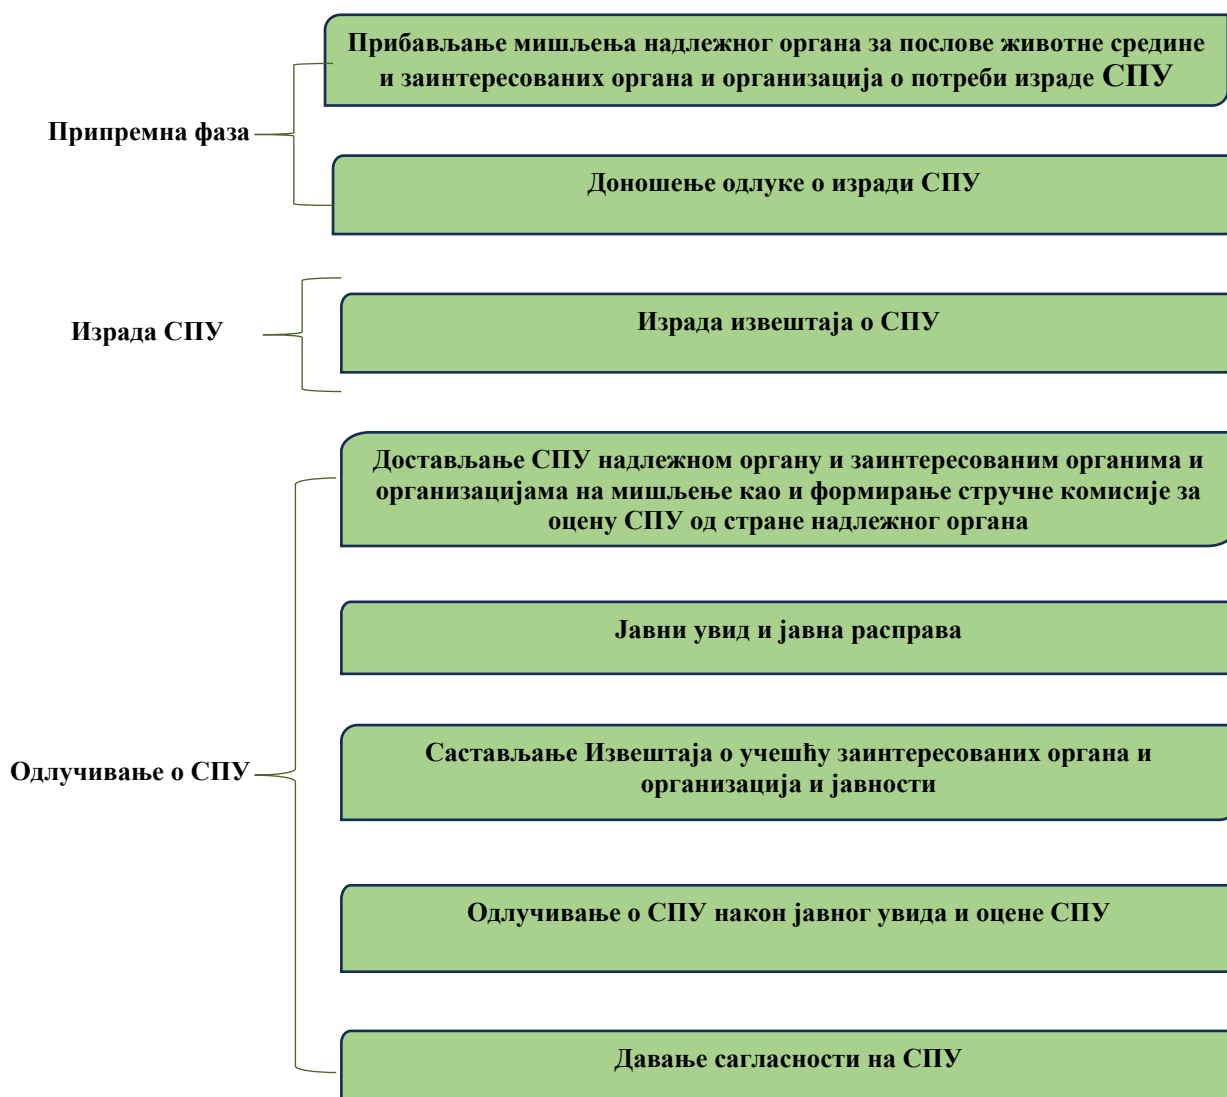 Прибављање мишљења надлежног органа за послове животне средине
и заинтересованих органа и организација о потреби израде СПУ
Припремна фаза
Доношење одлуке о изради СПУ
Израда извештаја о СПУ
Израда СПУ
Достављање СПУ надлежном органу и заинтересованим органима и
организацијама на мишљење као и формирање стручне комисије за
оцену СПУ од стране надлежног органа
Јавни увид и јавна расправа
Састављање Извештаја о учешћу заинтересованих органа и
организација и јавности
Одлучивање о СПУ
Одлучивање о СПУ након јавног увида и оцене СПУ
Давање сагласности на СПУ